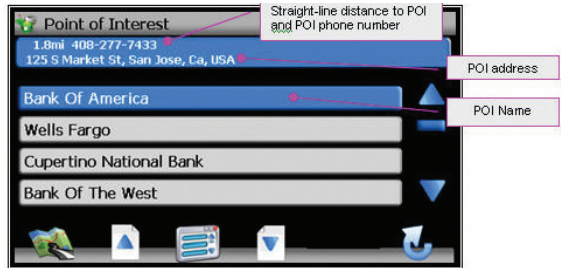 Point of Interest
Straight-line distance to POI
and POI phone number
1.8mi 408-277-7433
125 S Market St, San Jose, Ca, USA
POI address
Bank Of America
POI Name
Wells Fargo
Cupertino National Bank
Bank Of The West